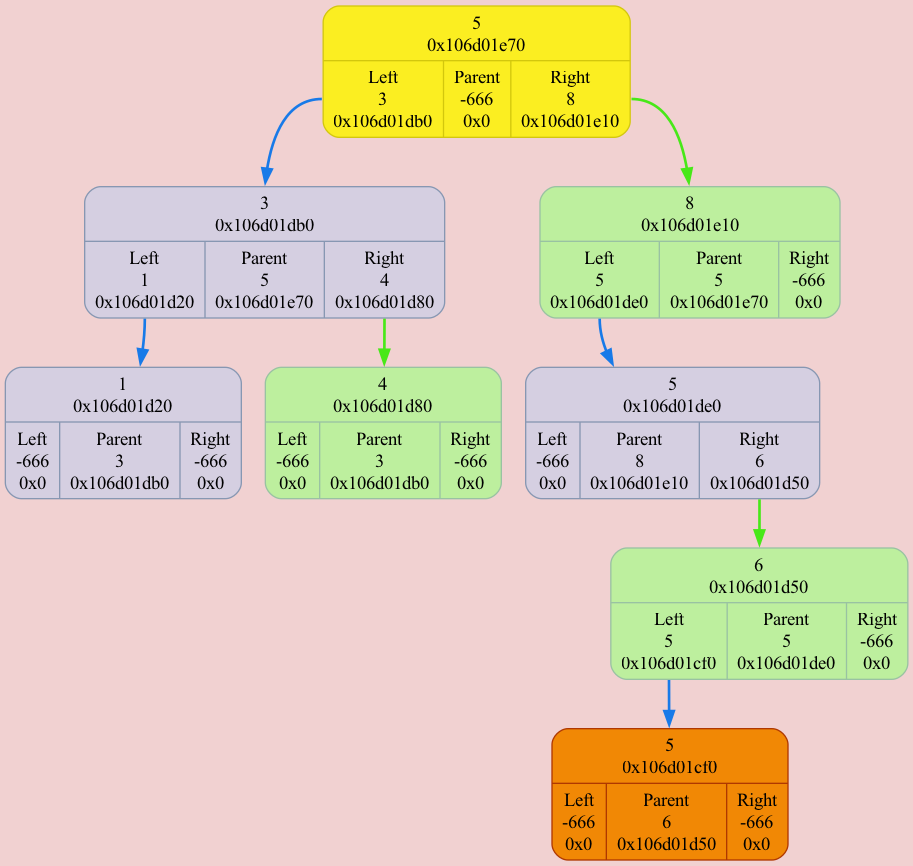 5
0x106d01e70
Left Parent Right
3 -666 8
0x106d01db0 0x0 0x106d01e10
3
0x106d01db0
Left Parent Right
1 5 4
0x106d01d20 0x106d01e70 0x106d01d80
8
0x106d01e10
Left Parent Right
5 5 -666
0x106d01de0 0x106d01e70 0x0
1
0x106d01d20
Left Parent Right
-666 3 -666
0x0 0x106d01db0 0x0
4
0x106d01d80
Left Parent Right
-666 3 -666
0x0 0x106d01db0 0x0
5
0x106d01de0
Left Parent Right
-666 8 6
0x0 0x106d01e10 0x106d01d50
6
0x106d01d50
Left Parent Right
5 5 -666
0x106d01cf0 0x106d01de0 0x0
5
0x106d01cf0
Left Parent Right
-666 6 -666
0x0 0x106d01d50 0x0